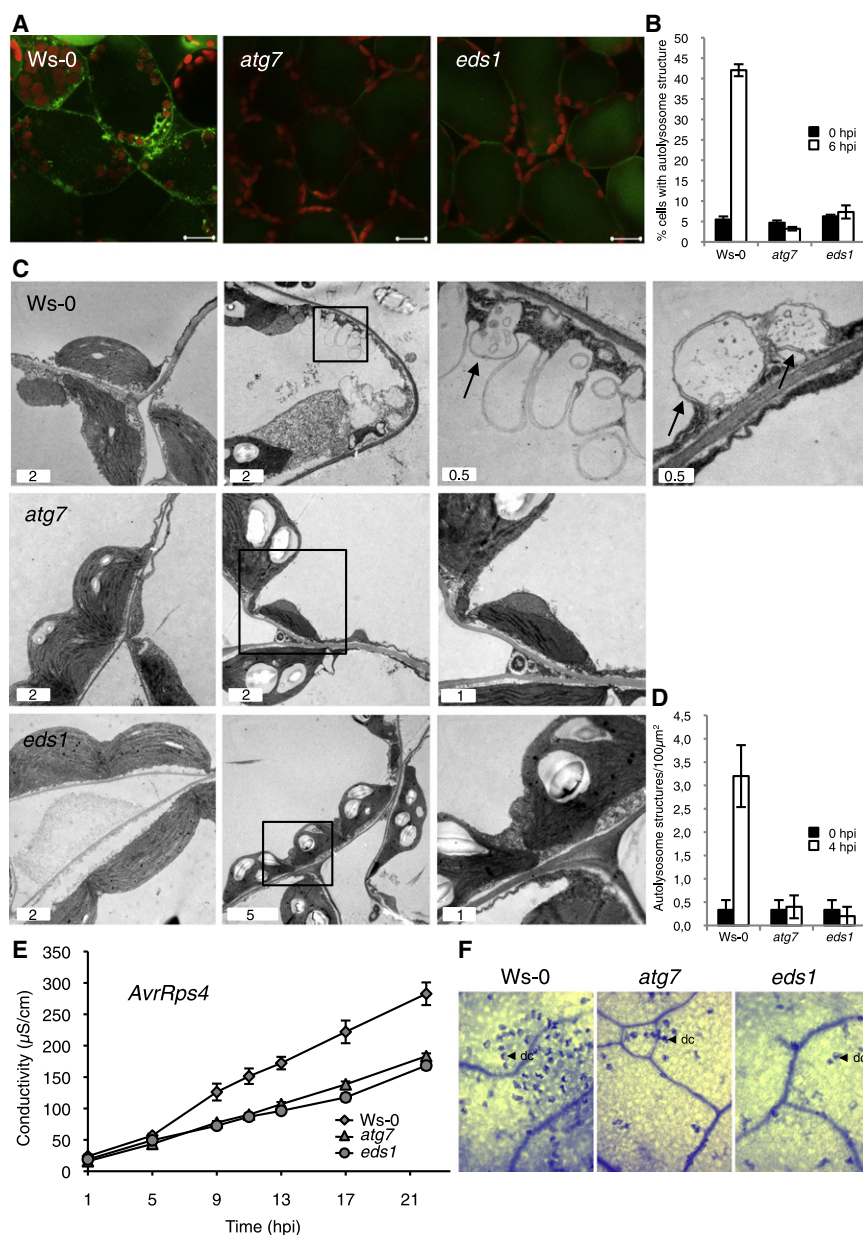 A
Ws-0
atg7
eds1
B
% cells with autolysosome structure
50
45
40
35
30
25
20
15
10
5
0
0 hpi
6 hpi
Ws-0
atg7
eds1
C
Ws-0
2
2
0.5
0.5
atg7
2
2
1
eds1
2
5
1
D
Autolysosome structures/100µm²
4,5
4,0
3,5
3,0
2,5
2,0
1,5
1,0
0,5
0,0
0 hpi
4 hpi
Ws-0
atg7
eds1
E
AvrRps4
Conductivity (µS/cm)
350
300
250
200
150
100
50
0
Ws-0
atg7
eds1
1 5 9 13 17 21
Time (hpi)
F
Ws-0
atg7
eds1
dc
dc
dc